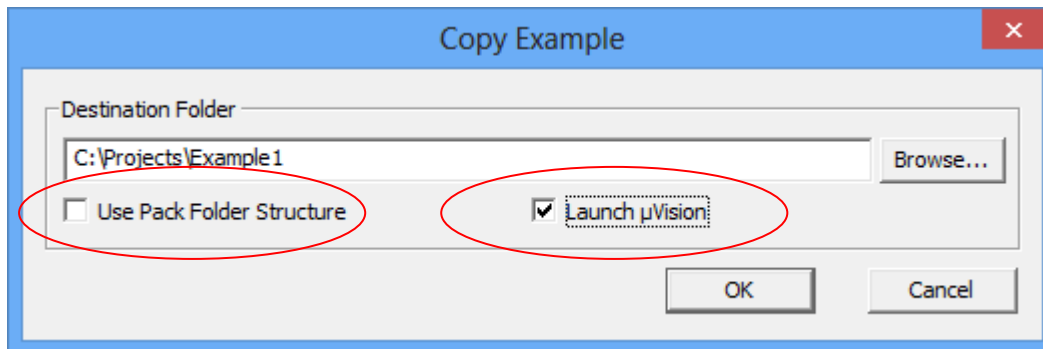 Copy Example
Destination Folder
C:\Projects\Example1
Browse...
Use Pack Folder Structure
Launch µVision
OK
Cancel